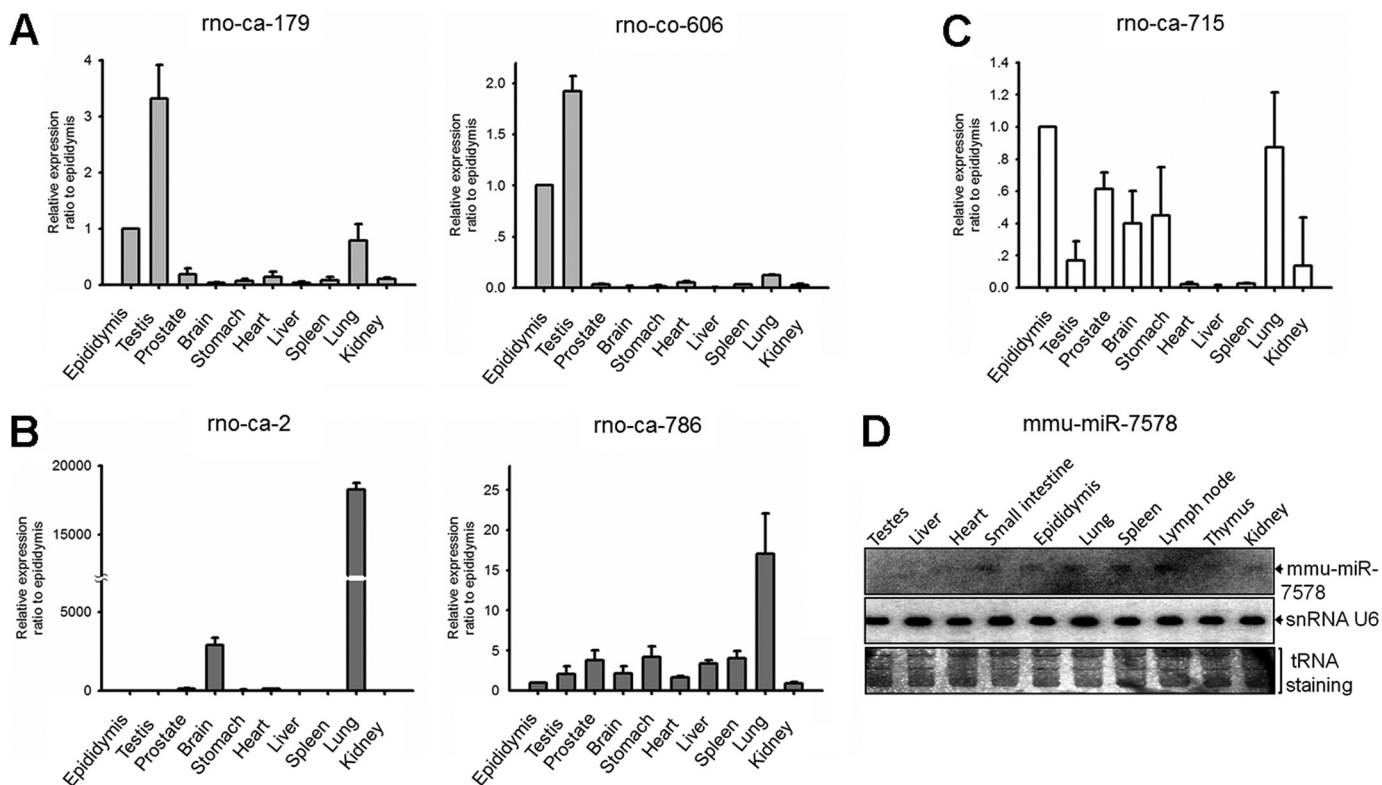 A
rno-ca-179
Relative expression
ratio to epididymis
4
3
2
1
0
Epididymis
Testis
Prostate
Brain
Stomach
Heart
Liver
Spleen
Lung
Kidney
rno-co-606
Relative expression
ratio to epididymis
2.0
1.5
1.0
.5
0.0
Epididymis
Testis
Prostate
Brain
Stomach
Heart
Liver
Spleen
Lung
Kidney
C
rno-ca-715
Relative expression
ratio to epididymis
1.4
1.2
1.0
.8
.6
.4
.2
0.0
Epididymis
Testis
Prostate
Brain
Stomach
Heart
Liver
Spleen
Lung
Kidney
B
rno-ca-2
Relative expression
ratio to epididymis
20000
15000
5000
0
Epididymis
Testis
Prostate
Brain
Stomach
Heart
Liver
Spleen
Lung
Kidney
rno-ca-786
Relative expression
ratio to epididymis
25
20
15
10
5
0
Epididymis
Testis
Prostate
Brain
Stomach
Heart
Liver
Spleen
Lung
Kidney
D
mmu-miR-7578
Testes
Liver
Heart
Small intestine
Epididymis
Lung
Spleen
Lymph node
Thymus
Kidney
mmu-miR-
7578
snRNA U6
tRNA
staining